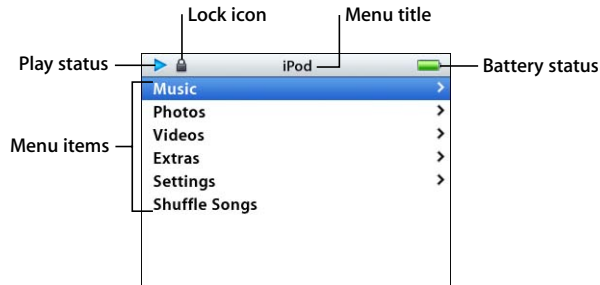 Lock icon
Menu title
Play status
iPod
Battery status
Music
Photos
Videos
Menu items
Extras
Settings
Shuffle Songs